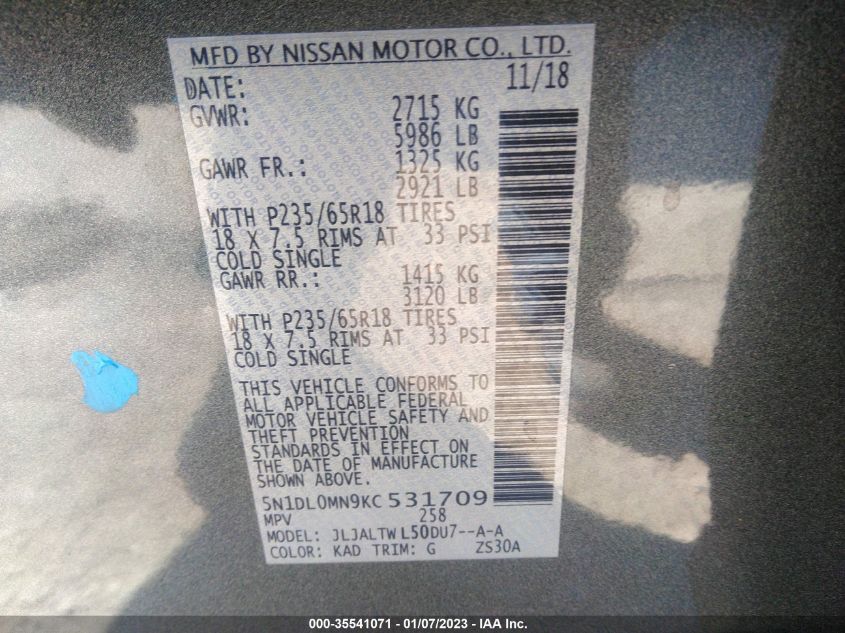 MFD BY NISSAN MOTOR CO., LTD.
DATE: 11/18
GVWR: 2715 KG
5986 LB
GAWR FR.: 1325 KG
2921 LB
WITH P235/65R18 TIRES
18 X 7.5 RIMS AT 33 PSI
COLD SINGLE
GAWR RR.: 1415 KG
3120 LB
WITH P235/65R18 TIRES
18 X 7.5 RIMS AT 33 PSI
COLD SINGLE
THIS VEHICLE CONFORMS TO
ALL APPLICABLE FEDERAL
MOTOR VEHICLE SAFETY AND
THEFT PREVENTION
STANDARDS IN EFFECT ON
THE DATE OF MANUFACTURE
SHOWN ABOVE.
5N1DL0MN9KC531709
MPV 258
MODEL: JLJALTWL50DU7--A-A
COLOR: KAD TRIM: G ZS30A
000-35541071 - 01/07/2023 - IAA Inc.